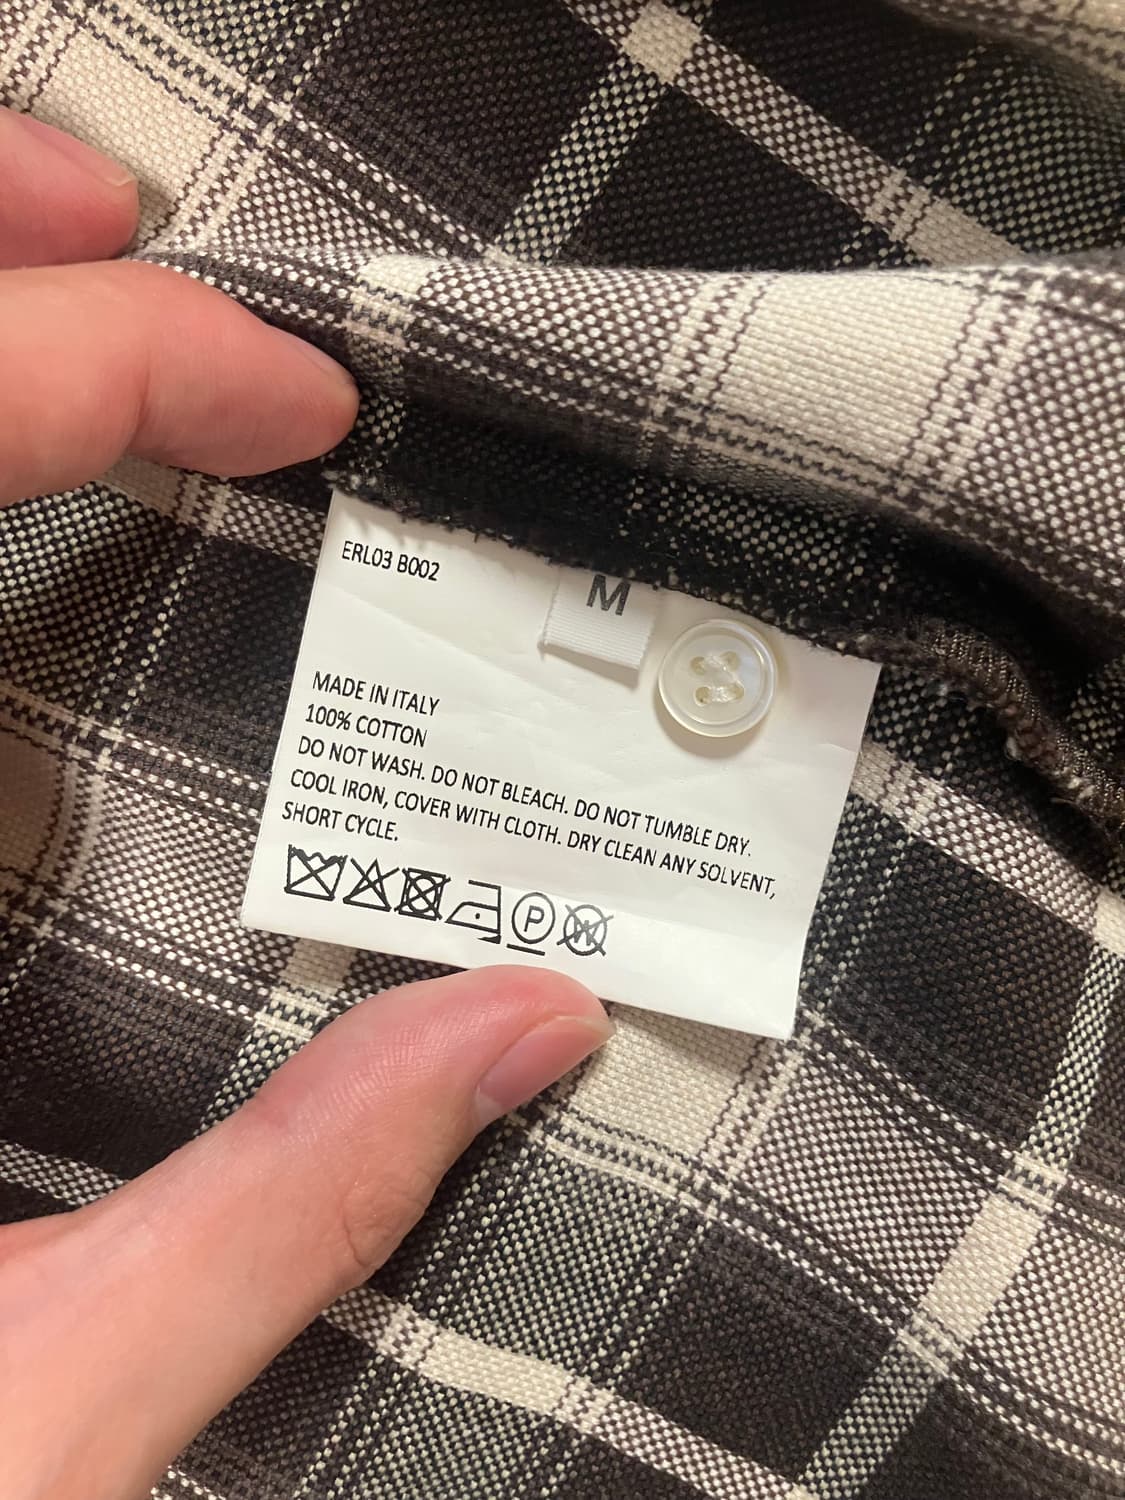 ERL03 B002
M
MADE IN ITALY
100% COTTON
DO NOT WASH. DO NOT BLEACH. DO NOT TUMBLE DRY.
COOL IRON, COVER WITH CLOTH. DRY CLEAN ANY SOLVENT,
SHORT CYCLE.
P W